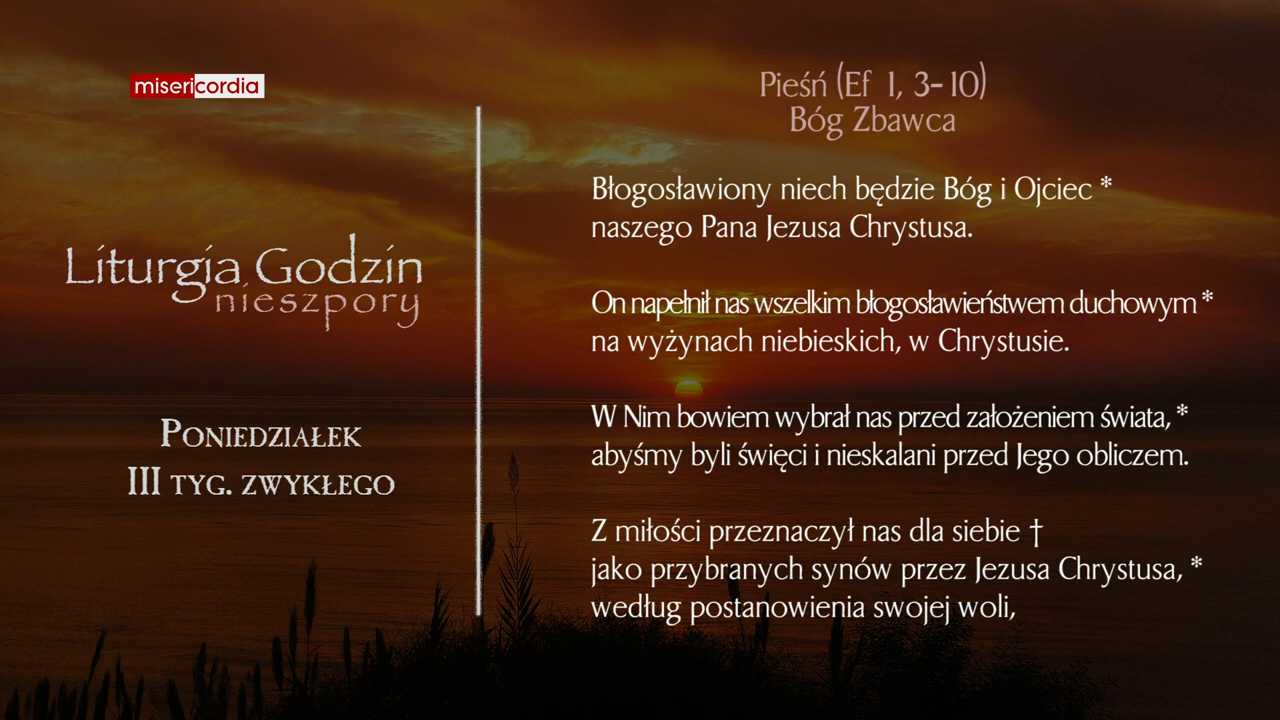 misericordia
Liturgia Godzin
nieszpory
Poniedziałek
III tyg. zwykłego
Pieśń (Ef 1, 3-10)
Bóg Zbawca
Błogosławiony niech będzie Bóg i Ojciec *
naszego Pana Jezusa Chrystusa.
On napełnił nas wszelkim błogosławieństwem duchowym *
na wyżynach niebieskich, w Chrystusie.
W Nim bowiem wybrał nas przed założeniem świata, *
abyśmy byli święci i nieskalani przed Jego obliczem.
Z miłości przeznaczył nas dla siebie †
jako przybranych synów przez Jezusa Chrystusa, *
według postanowienia swojej woli,